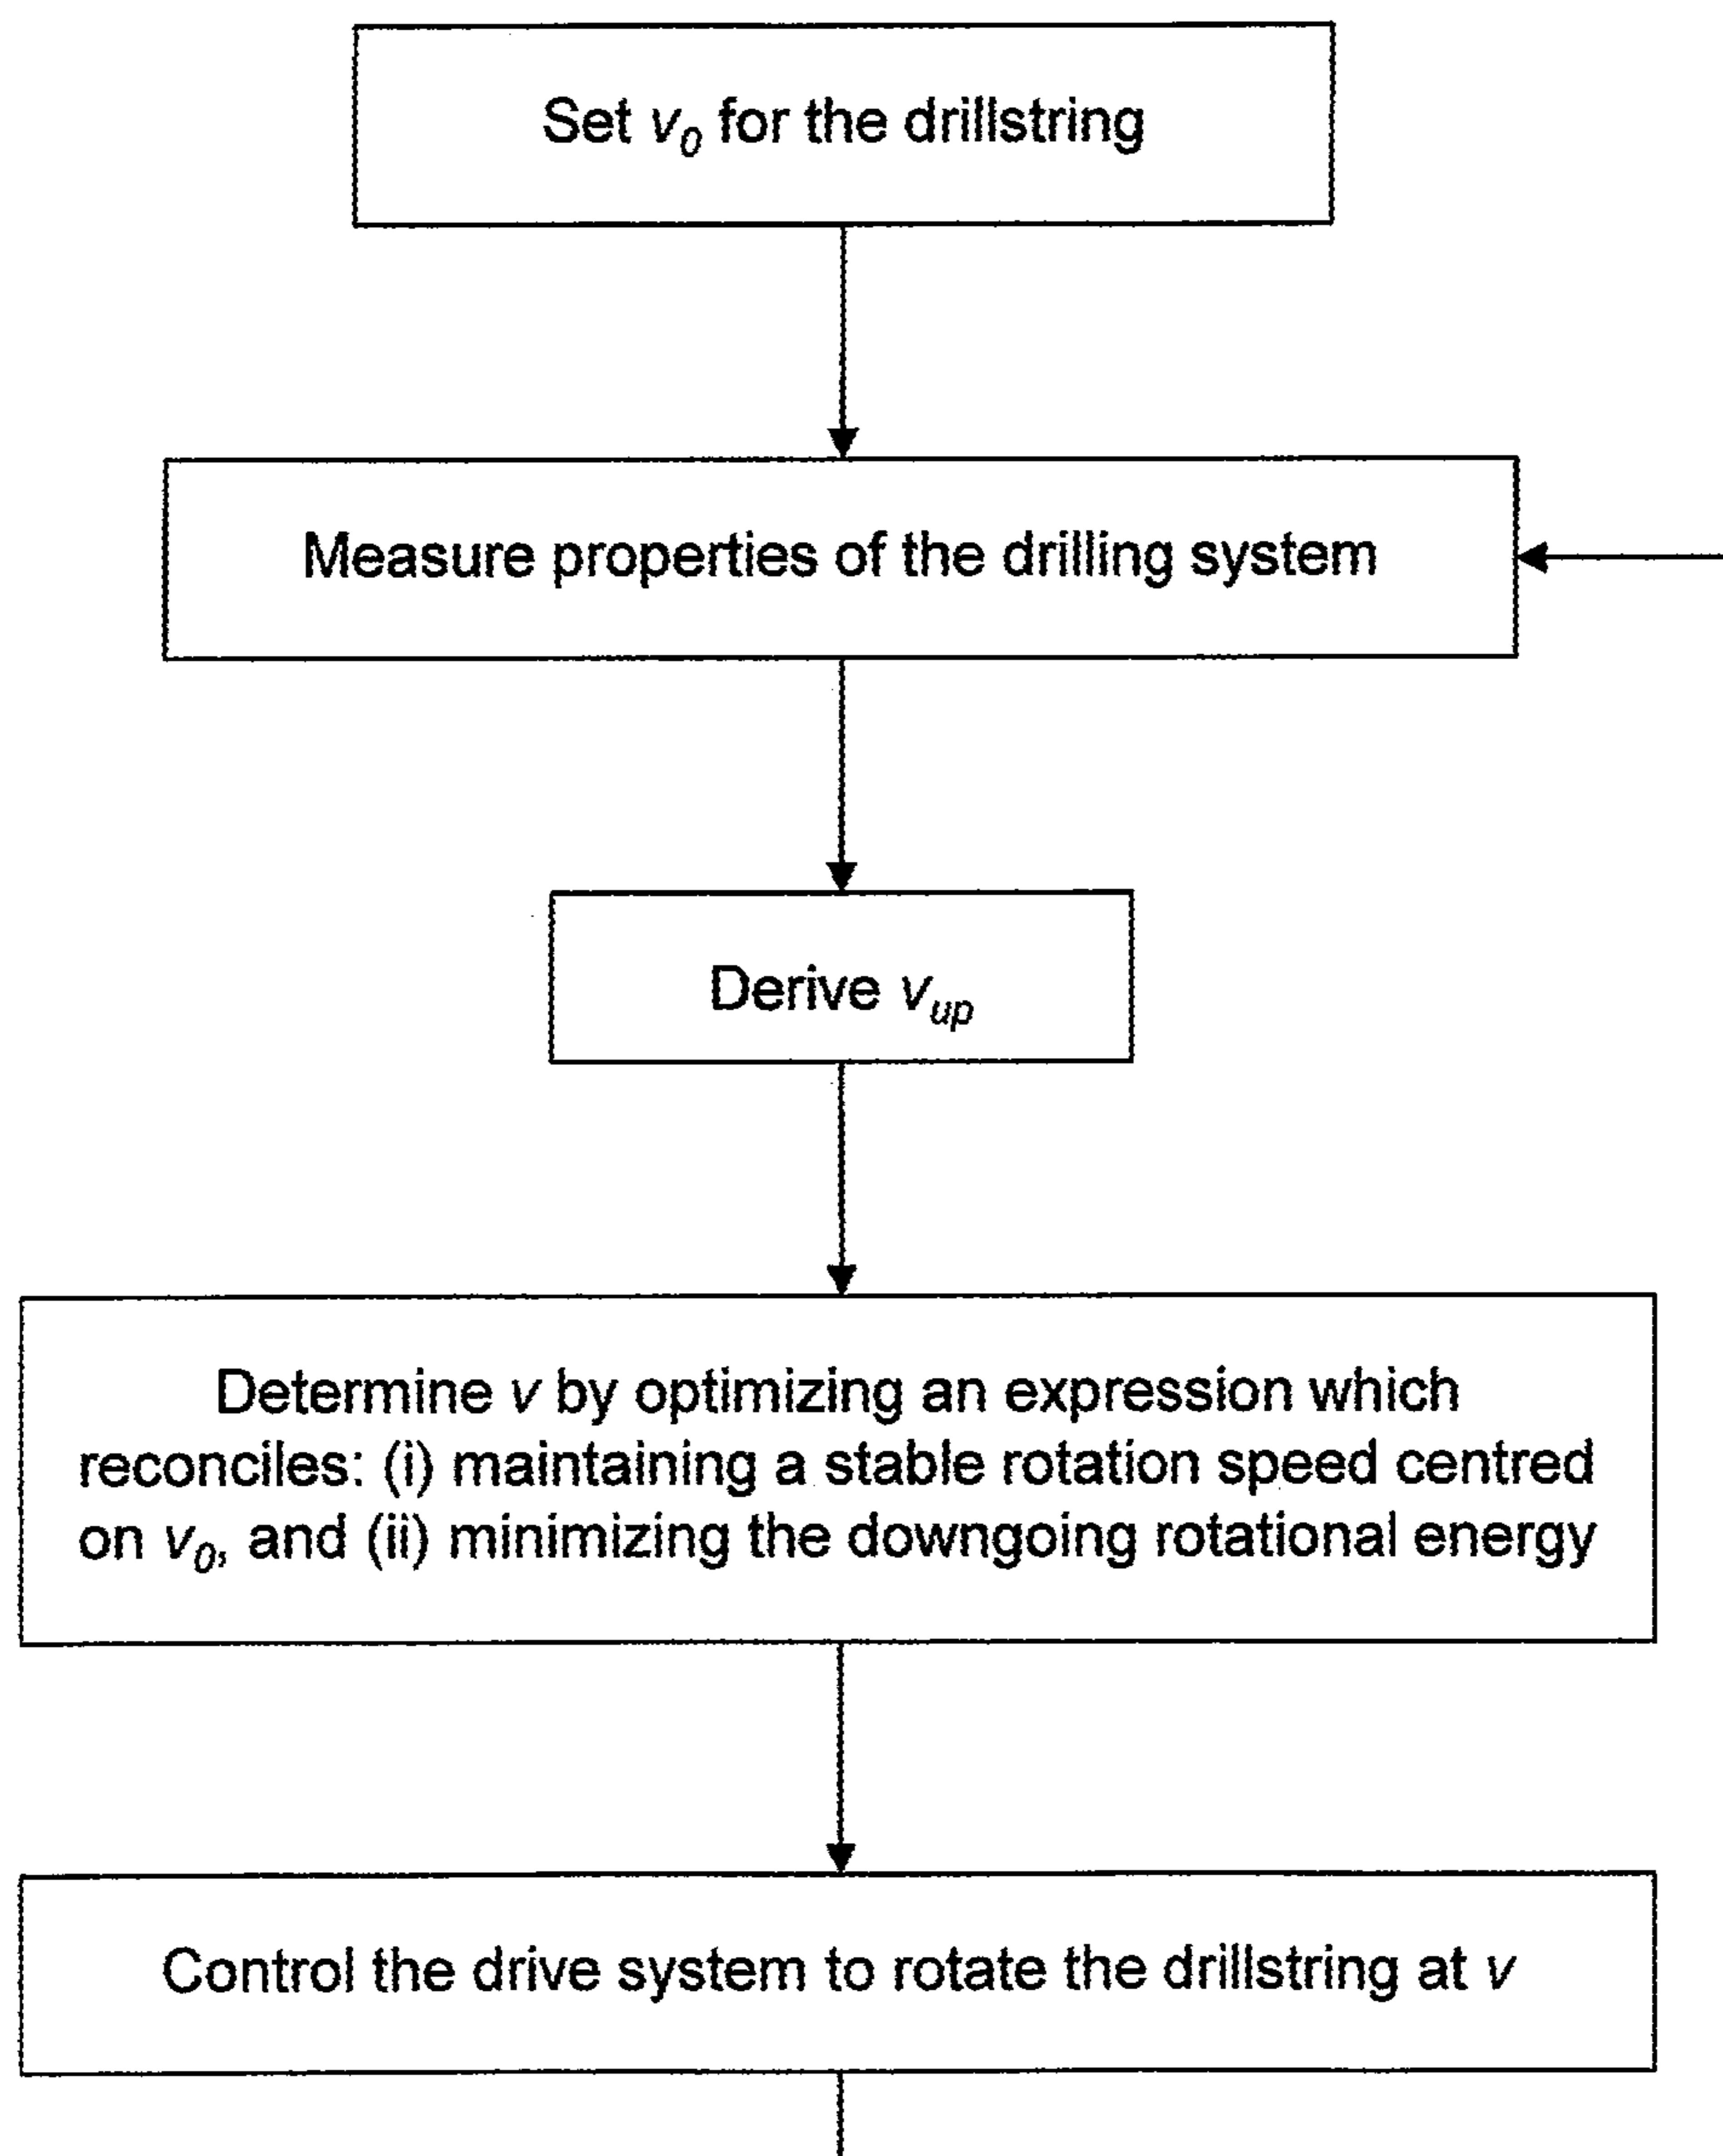 Set v₀ for the drillstring
Measure properties of the drilling system
Derive vᵤₚ
Determine v by optimizing an expression which
reconciles: (i) maintaining a stable rotation speed centred
on v₀, and (ii) minimizing the downgoing rotational energy
Control the drive system to rotate the drillstring at v